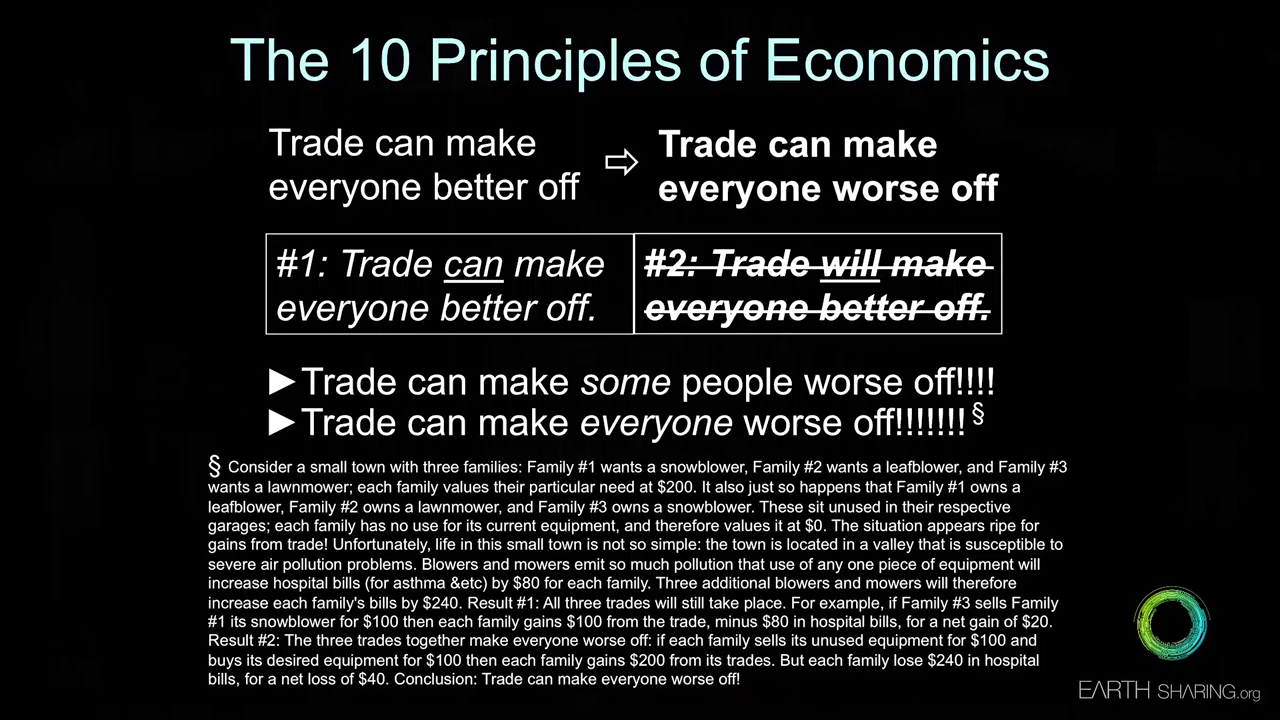 The 10 Principles of Economics
Trade can make
everyone better off
⇨
Trade can make
everyone worse off
#1: Trade can make
everyone better off.
#2: Trade will make
everyone better off.
►Trade can make some people worse off!!!!
►Trade can make everyone worse off!!!!!!! §
§ Consider a small town with three families: Family #1 wants a snowblower, Family #2 wants a leafblower, and Family #3
wants a lawnmower; each family values their particular need at $200. It also just so happens that Family #1 owns a
leafblower, Family #2 owns a lawnmower, and Family #3 owns a snowblower. These sit unused in their respective
garages; each family has no use for its current equipment, and therefore values it at $0. The situation appears ripe for
gains from trade! Unfortunately, life in this small town is not so simple: the town is located in a valley that is susceptible to
severe air pollution problems. Blowers and mowers emit so much pollution that use of any one piece of equipment will
increase hospital bills (for asthma &etc) by $80 for each family. Three additional blowers and mowers will therefore
increase each family's bills by $240. Result #1: All three trades will still take place. For example, if Family #3 sells Family
#1 its snowblower for $100 then each family gains $100 from the trade, minus $80 in hospital bills, for a net gain of $20.
Result #2: The three trades together make everyone worse off: if each family sells its unused equipment for $100 and
buys its desired equipment for $100 then each family gains $200 from its trades. But each family lose $240 in hospital
bills, for a net loss of $40. Conclusion: Trade can make everyone worse off!
EARTH SHARING.org